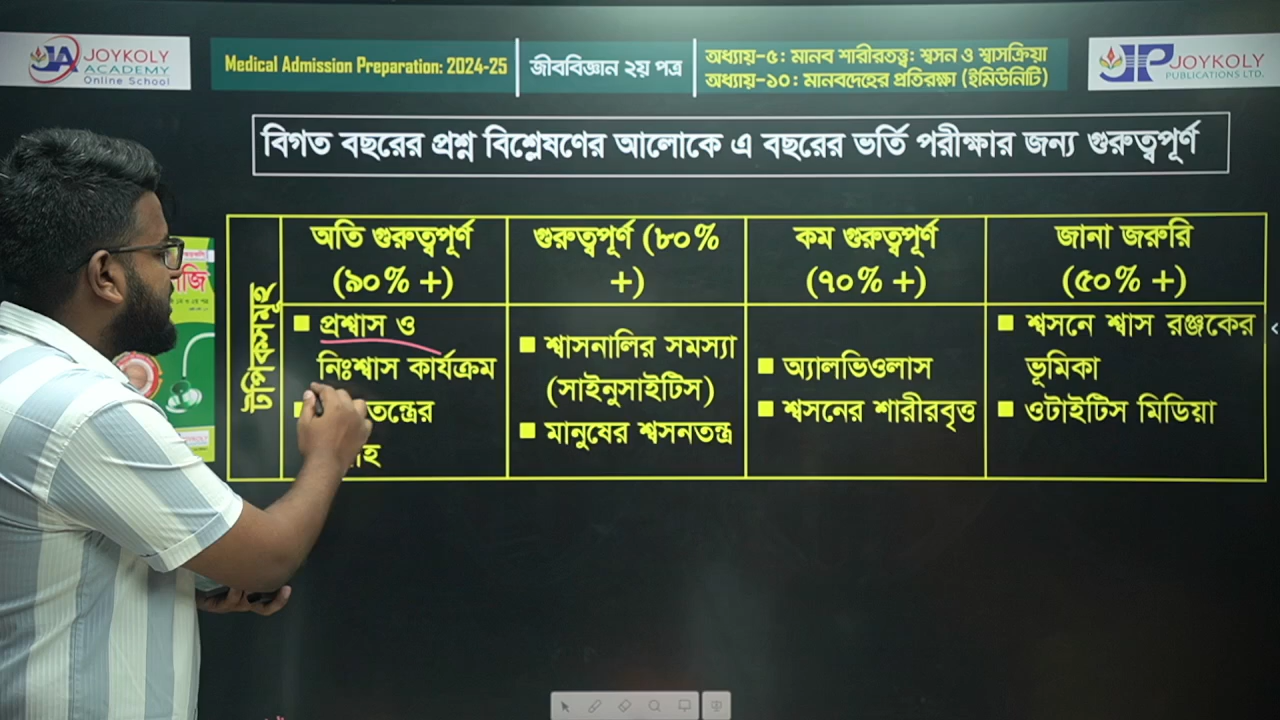 JOYKOLY
ACADEMY
Online School
Medical Admission Preparation: 2024-25
জীববিজ্ঞান ২য় পত্র
অধ্যায়-৫ : মানব শারীরতত্ত্ব: শ্বসন ও শ্বাসক্রিয়া
অধ্যায়-১০ : মানবদেহের প্রতিরক্ষা (ইমিউনিটি)
JOYKOLY
PUBLICATIONS LTD.
বিগত বছরের প্রশ্ন বিশ্লেষণের আলোকে এ বছরের ভর্তি পরীক্ষার জন্য গুরুত্বপূর্ণ
টপিকসমূহ
অতি গুরুত্বপূর্ণ
(৯০% +)
গুরুত্বপূর্ণ (৮০%
+)
কম গুরুত্বপূর্ণ
(৭০% +)
জানা জরুরি
(৫০% +)
প্রশ্বাস ও
নিঃশ্বাস কার্যক্রম
শ্বাসনালির সমস্যা
(সাইনুসাইটিস)
মানুষের শ্বসনতন্ত্র
অ্যালভিওলাস
শ্বসনের শারীরবৃত্ত
শ্বসনে শ্বাস রঞ্জকের
ভূমিকা
ওটাইটিস মিডিয়া
JOYKOLY